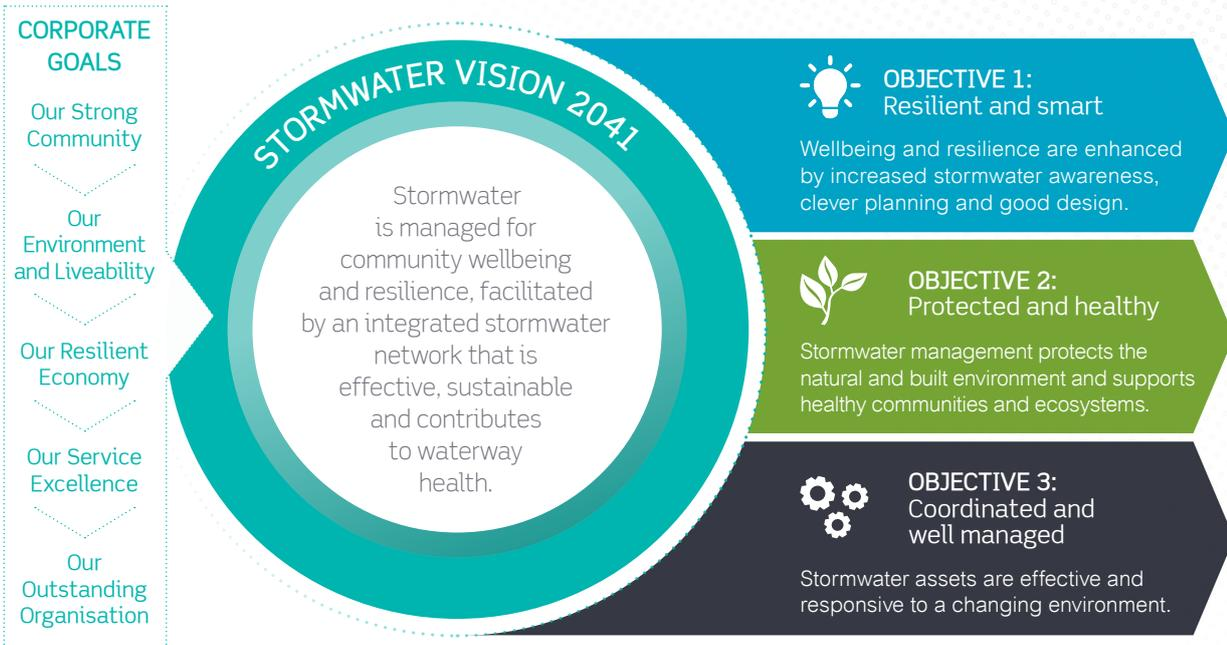 CORPORATE
GOALS
Our Strong
Community
Our
Environment
and Liveability
Our Resilient
Economy
Our Service
Excellence
Our
Outstanding
Organisation
STORMWATER VISION 2041
Stormwater
is managed for
community wellbeing
and resilience, facilitated
by an integrated stormwater
network that is
effective, sustainable
and contributes
to waterway
health.
OBJECTIVE 1:
Resilient and smart
Wellbeing and resilience are enhanced
by increased stormwater awareness,
clever planning and good design.
OBJECTIVE 2:
Protected and healthy
Stormwater management protects the
natural and built environment and supports
healthy communities and ecosystems.
OBJECTIVE 3:
Coordinated and
well managed
Stormwater assets are effective and
responsive to a changing environment.